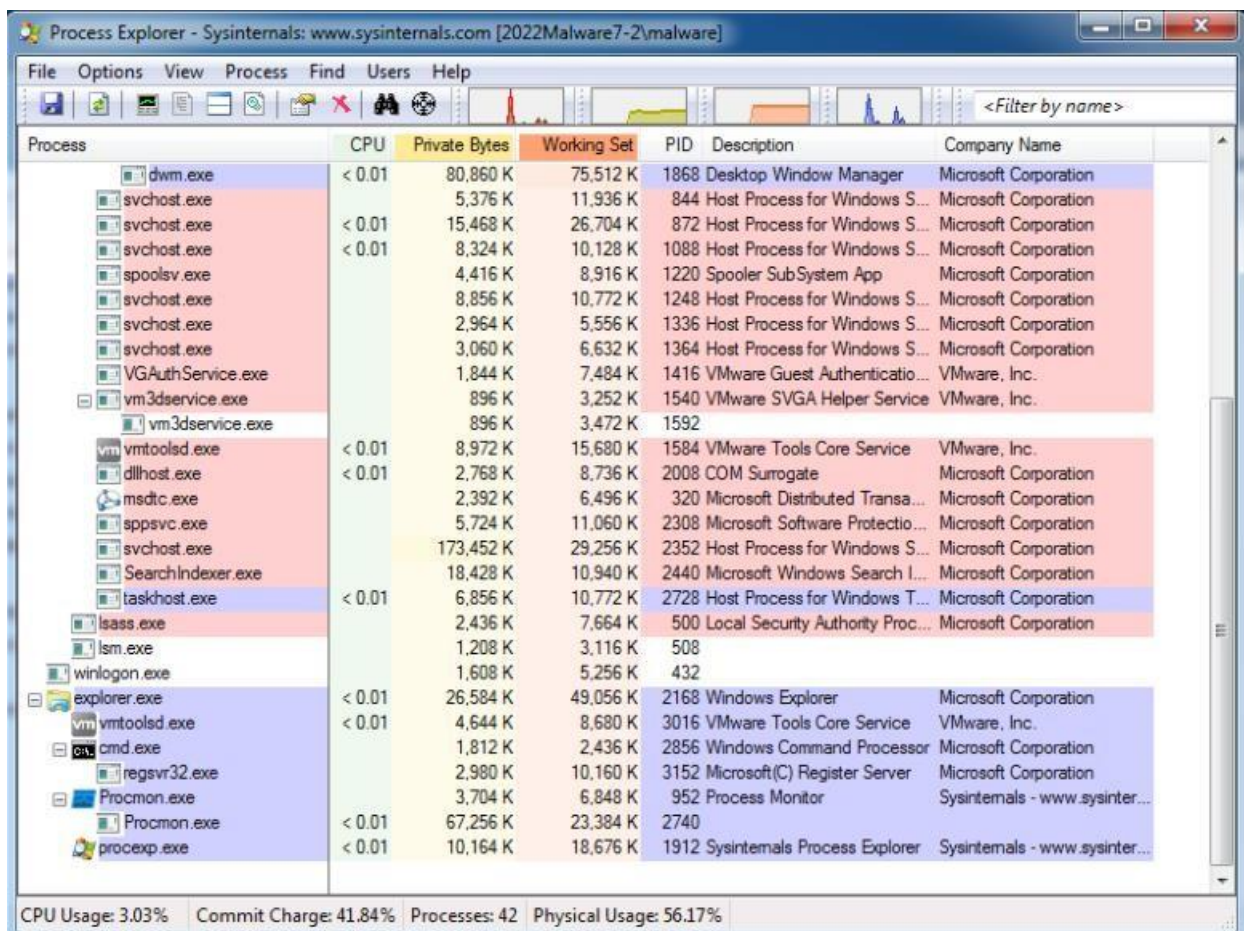 Process Explorer - Sysinternals: www.sysinternals.com [2022Malware7-2\malware]
File Options View Process Find Users Help
<Filter by name>
Process CPU Private Bytes Working Set PID Description Company Name
dwm.exe < 0.01 80,860 K 75,512 K 1868 Desktop Window Manager Microsoft Corporation
svchost.exe 5,376 K 11,936 K 844 Host Process for Windows S... Microsoft Corporation
svchost.exe < 0.01 15,468 K 26,704 K 872 Host Process for Windows S... Microsoft Corporation
svchost.exe < 0.01 8,324 K 10,128 K 1088 Host Process for Windows S... Microsoft Corporation
spoolsv.exe 4,416 K 8,916 K 1220 Spooler SubSystem App Microsoft Corporation
svchost.exe 8,856 K 10,772 K 1248 Host Process for Windows S... Microsoft Corporation
svchost.exe 2,964 K 5,556 K 1336 Host Process for Windows S... Microsoft Corporation
svchost.exe 3,060 K 6,632 K 1364 Host Process for Windows S... Microsoft Corporation
VGAuthService.exe 1,844 K 7,484 K 1416 VMware Guest Authenticatio... VMware, Inc.
vm3dservice.exe 896 K 3,252 K 1540 VMware SVGA Helper Service VMware, Inc.
vm3dservice.exe 896 K 3,472 K 1592
vm vmtoolsd.exe < 0.01 8,972 K 15,680 K 1584 VMware Tools Core Service VMware, Inc.
dllhost.exe < 0.01 2,768 K 8,736 K 2008 COM Surrogate Microsoft Corporation
msdtc.exe 2,392 K 6,496 K 320 Microsoft Distributed Transa... Microsoft Corporation
sppsvc.exe 5,724 K 11,060 K 2308 Microsoft Software Protectio... Microsoft Corporation
svchost.exe 173,452 K 29,256 K 2352 Host Process for Windows S... Microsoft Corporation
SearchIndexer.exe 18,428 K 10,940 K 2440 Microsoft Windows Search I... Microsoft Corporation
taskhost.exe < 0.01 6,856 K 10,772 K 2728 Host Process for Windows T... Microsoft Corporation
lsass.exe 2,436 K 7,664 K 500 Local Security Authority Proc... Microsoft Corporation
lsm.exe 1,208 K 3,116 K 508
winlogon.exe 1,608 K 5,256 K 432
explorer.exe < 0.01 26,584 K 49,056 K 2168 Windows Explorer Microsoft Corporation
vm vmtoolsd.exe < 0.01 4,644 K 8,680 K 3016 VMware Tools Core Service VMware, Inc.
cmd.exe 1,812 K 2,436 K 2856 Windows Command Processor Microsoft Corporation
regsvr32.exe 2,980 K 10,160 K 3152 Microsoft(C) Register Server Microsoft Corporation
Procmon.exe 3,704 K 6,848 K 952 Process Monitor Sysinternals - www.sysinter...
Procmon.exe < 0.01 67,256 K 23,384 K 2740
procexp.exe < 0.01 10,164 K 18,676 K 1912 Sysinternals Process Explorer Sysinternals - www.sysinter...
CPU Usage: 3.03% Commit Charge: 41.84% Processes: 42 Physical Usage: 56.17%